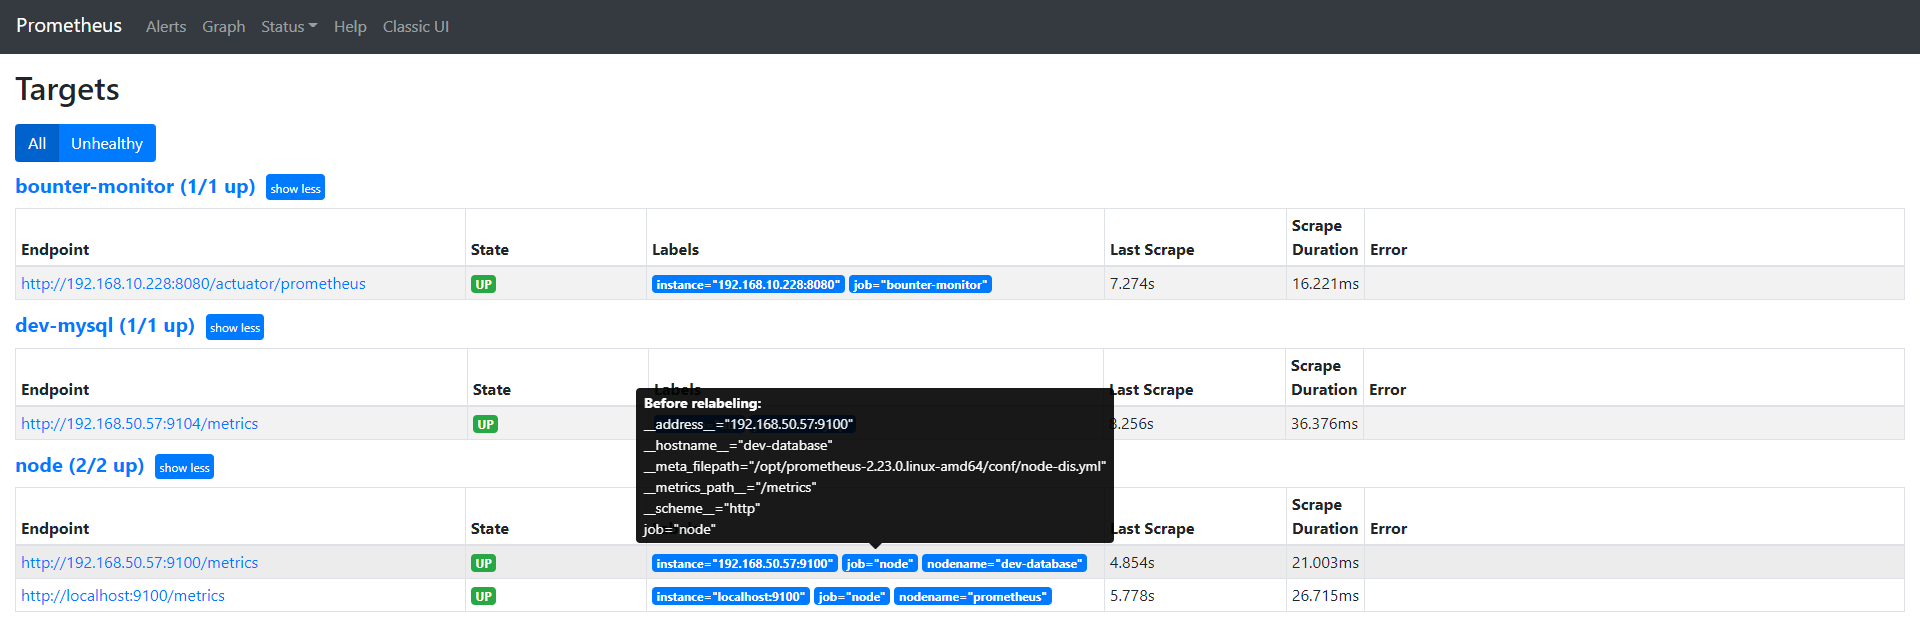 Prometheus Alerts Graph Status Help Classic UI
Targets
All Unhealthy
bounter-monitor (1/1 up) show less
Endpoint State Labels Last Scrape Scrape Duration Error
http://192.168.10.228:8080/actuator/prometheus UP instance="192.168.10.228:8080" job="bounter-monitor" 7.274s 16.221ms
dev-mysql (1/1 up) show less
Endpoint State Labels Last Scrape Scrape Duration Error
http://192.168.50.57:9104/metrics UP 8.256s 36.376ms
Before relabeling:
__address__="192.168.50.57:9100"
__hostname__="dev-database"
__meta_filepath="/opt/prometheus-2.23.0.linux-amd64/conf/node-dis.yml"
__metrics_path__="/metrics"
__scheme__="http"
job="node"
node (2/2 up) show less
Endpoint State Last Scrape Scrape Duration Error
http://192.168.50.57:9100/metrics UP instance="192.168.50.57:9100" job="node" nodename="dev-database" 4.854s 21.003ms
http://localhost:9100/metrics UP instance="localhost:9100" job="node" nodename="prometheus" 5.778s 26.715ms